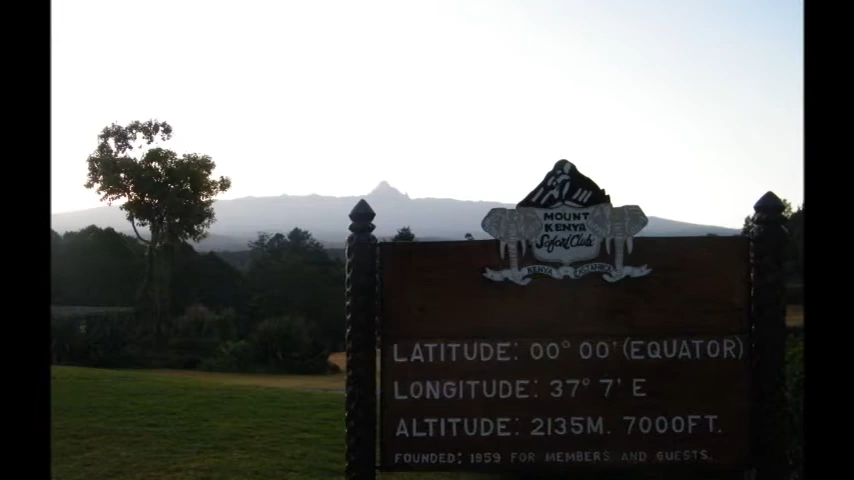 MOUNT
KENYA
Safari Club
KENYA
LATITUDE: 00° 00' (EQUATOR)
LONGITUDE: 37° 7' E
ALTITUDE: 2135M. 7000FT.
FOUNDED: 1959 FOR MEMBERS AND GUESTS.